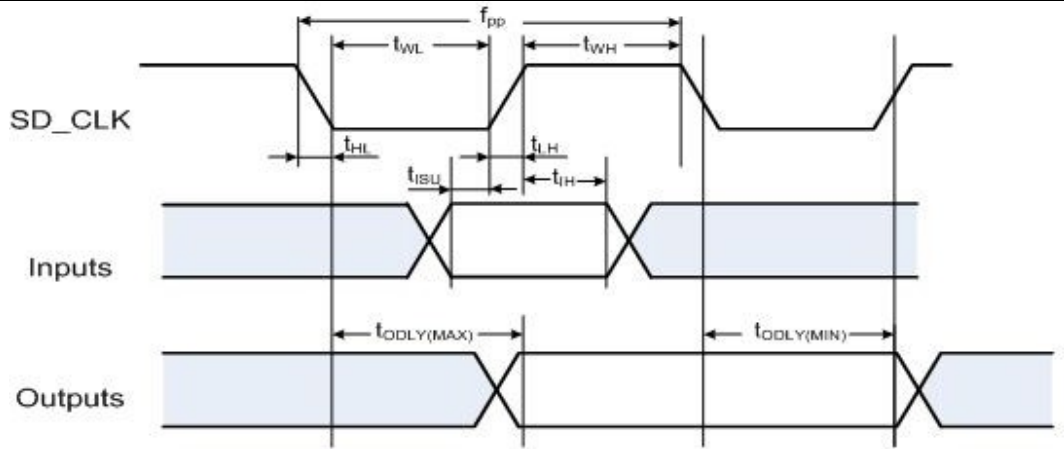 fpp
tWL
tWH
SD_CLK
tHL
tLH
tISU
tIH
Inputs
tODLY(MAX)
tODLY(MIN)
Outputs